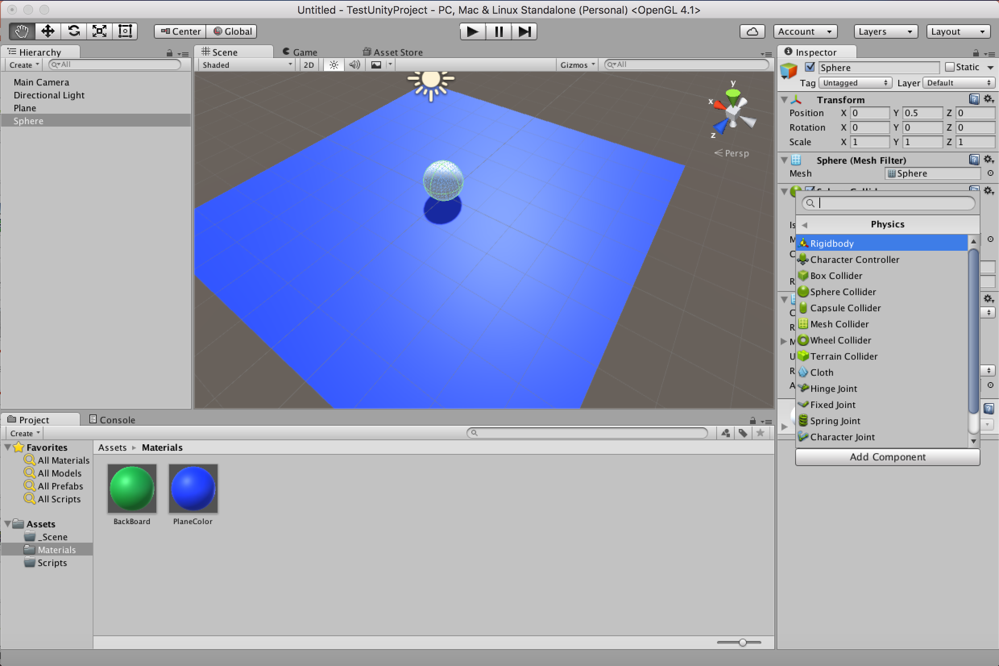 Untitled - TestUnityProject - PC, Mac & Linux Standalone (Personal) <OpenGL 4.1>
Center Global
Account Layers Layout
Hierarchy
Create All
Main Camera
Directional Light
Plane
Sphere
Scene Game Asset Store
Shaded 2D Gizmos All
y
x
z
Persp
Inspector
Sphere Static
Tag Untagged Layer Default
Transform
Position X 0 Y 0.5 Z 0
Rotation X 0 Y 0 Z 0
Scale X 1 Y 1 Z 1
Sphere (Mesh Filter)
Mesh Sphere
Physics
Rigidbody
Character Controller
Box Collider
Sphere Collider
Capsule Collider
Mesh Collider
Wheel Collider
Terrain Collider
Cloth
Hinge Joint
Fixed Joint
Spring Joint
Character Joint
Add Component
Project Console
Create
Favorites
All Materials
All Models
All Prefabs
All Scripts
Assets
_Scene
Materials
Scripts
Assets Materials
BackBoard PlaneColor